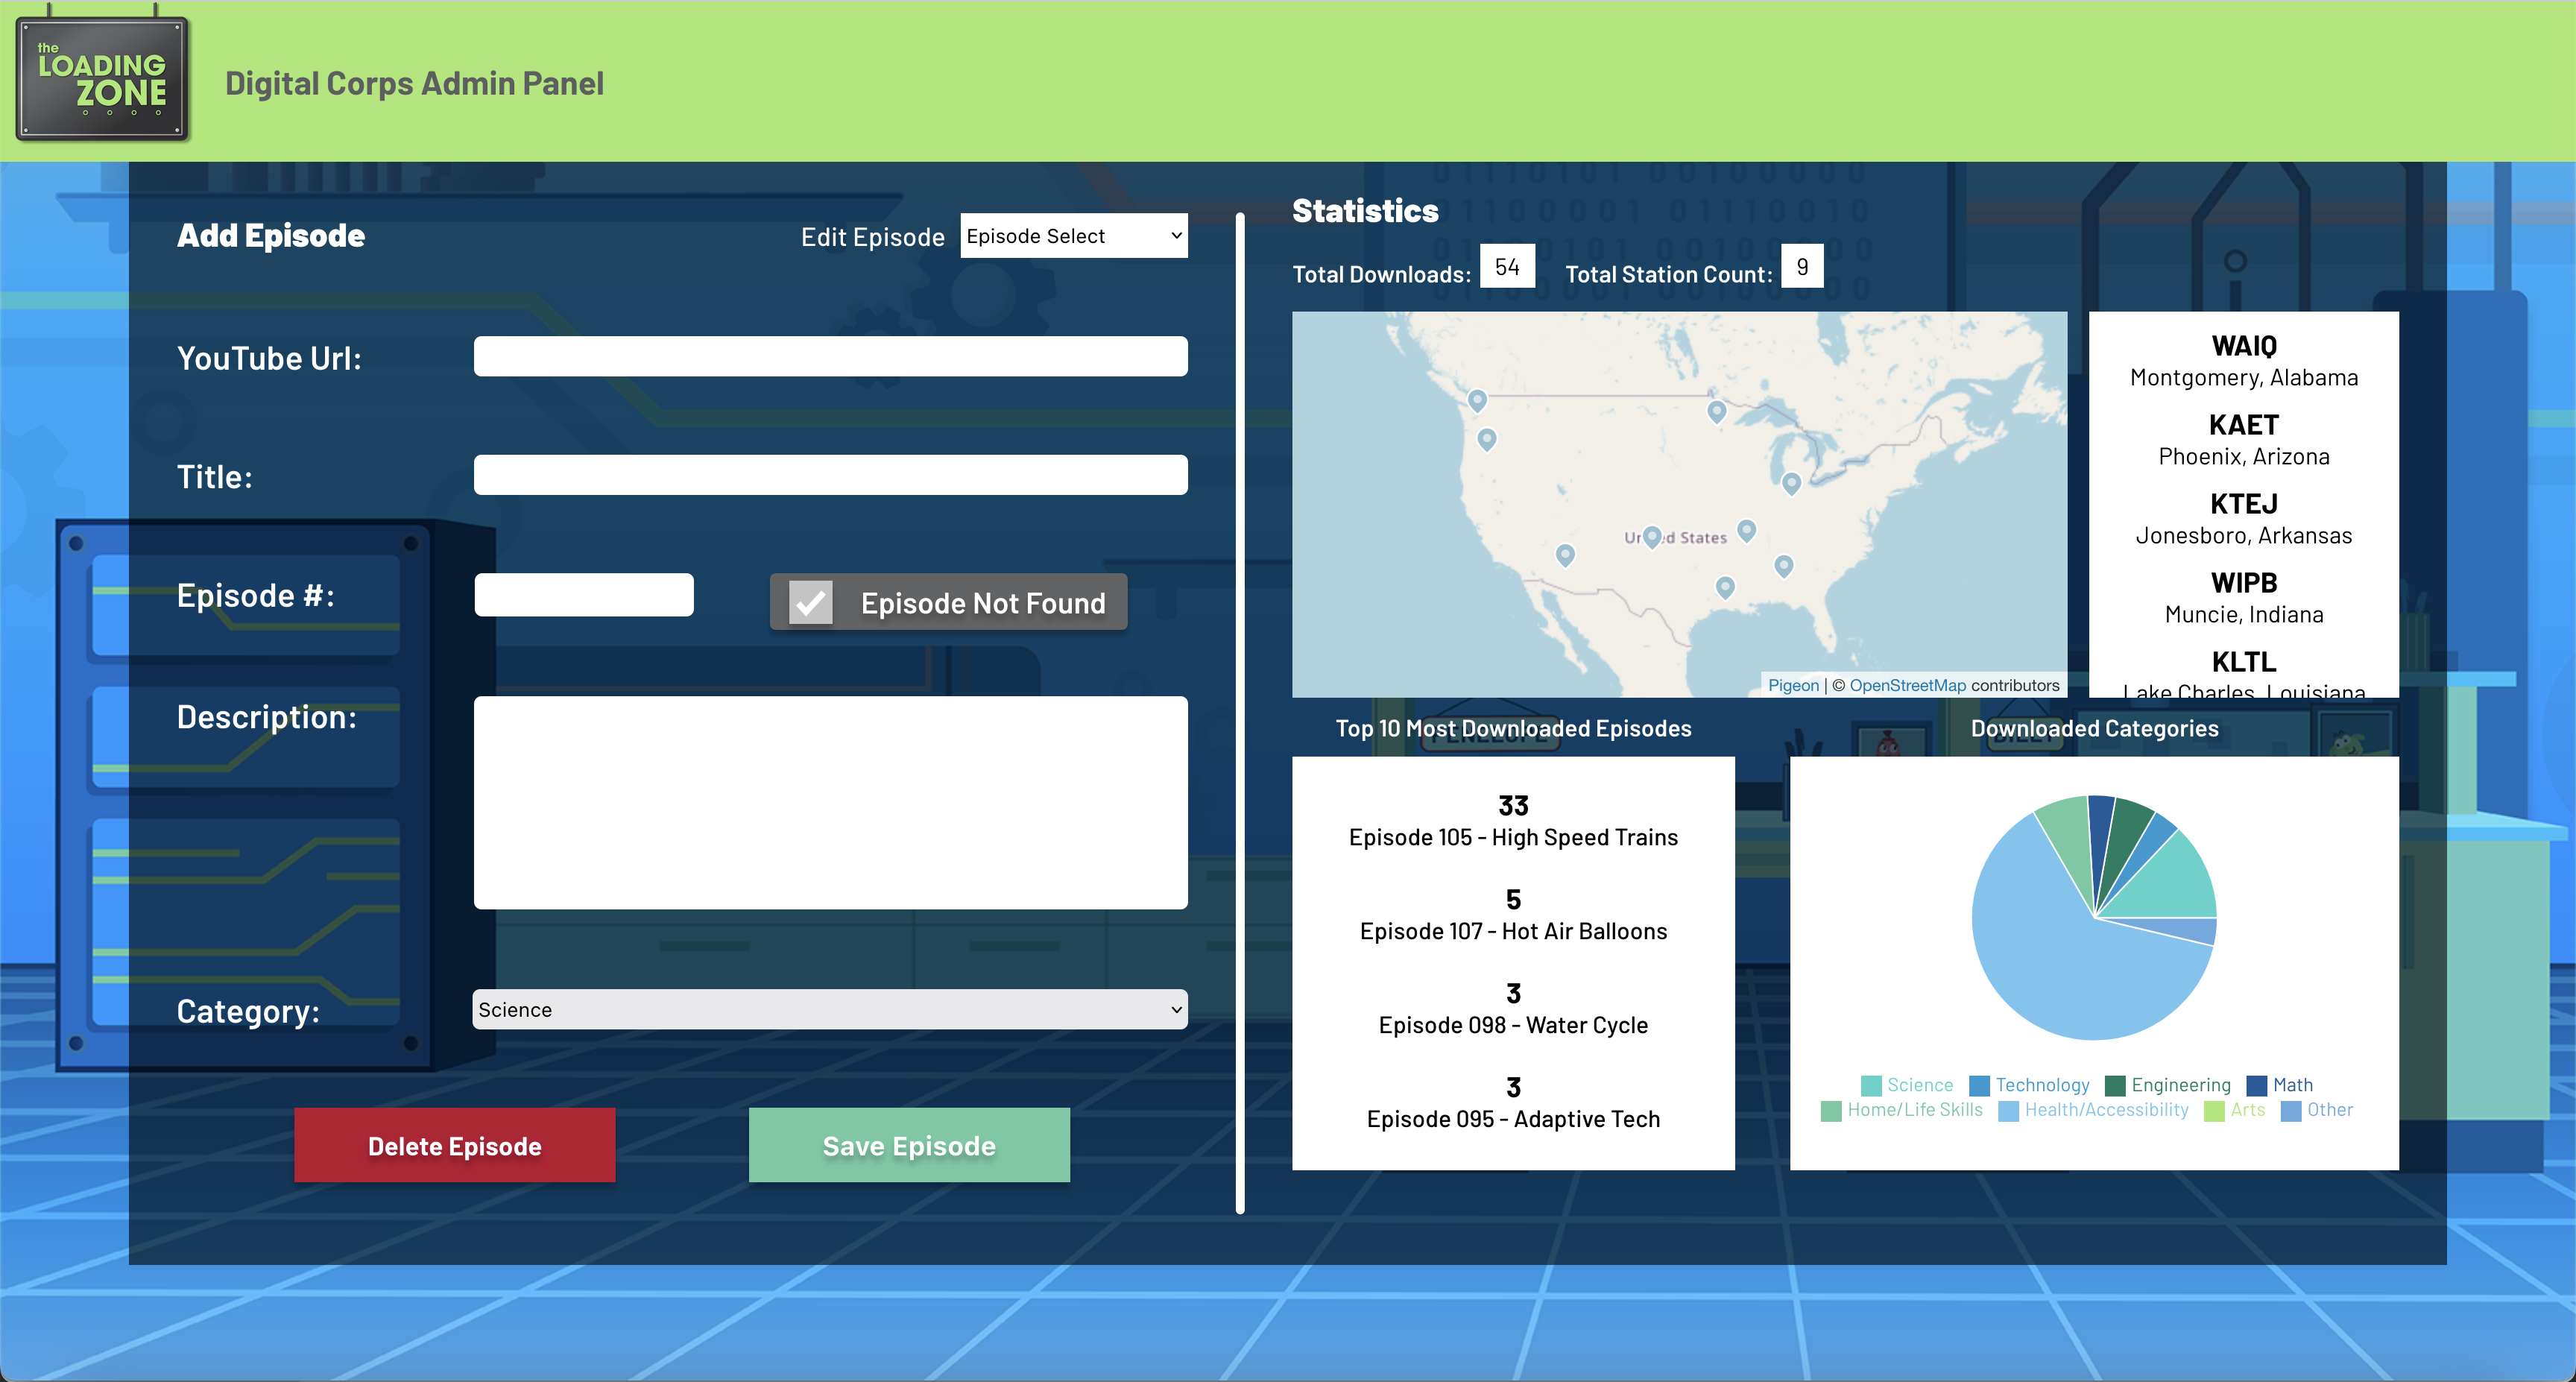 the
LOADING
ZONE
Digital Corps Admin Panel
Add Episode
Edit Episode
Episode Select
YouTube Url:
Title:
Episode #:
Episode Not Found
Description:
Category:
Science
Delete Episode
Save Episode
Statistics
Total Downloads: 54 Total Station Count: 9
United States
Pigeon | © OpenStreetMap contributors
WAIQ
Montgomery, Alabama
KAET
Phoenix, Arizona
KTEJ
Jonesboro, Arkansas
WIPB
Muncie, Indiana
KLTL
Lake Charles, Louisiana
Top 10 Most Downloaded Episodes
33
Episode 105 - High Speed Trains
5
Episode 107 - Hot Air Balloons
3
Episode 098 - Water Cycle
3
Episode 095 - Adaptive Tech
Downloaded Categories
Science Technology Engineering Math
Home/Life Skills Health/Accessibility Arts Other